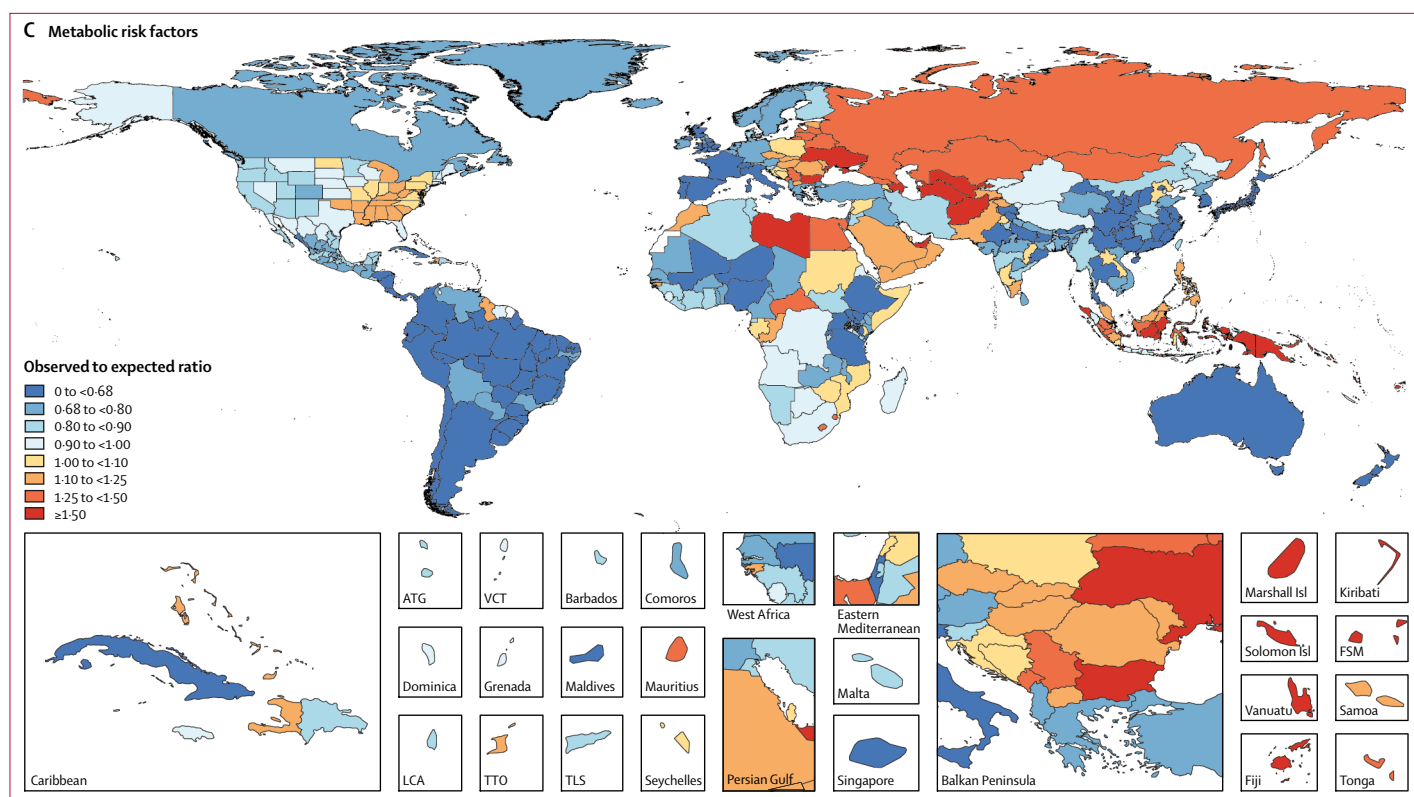 C Metabolic risk factors
Observed to expected ratio
0 to <0·68
0·68 to <0·80
0·80 to <0·90
0·90 to <1·00
1·00 to <1·10
1·10 to <1·25
1·25 to <1·50
≥1·50
Caribbean
ATG
VCT
Barbados
Comoros
Dominica
Grenada
Maldives
Mauritius
LCA
TTO
TLS
Seychelles
West Africa
Eastern
Mediterranean
Persian Gulf
Malta
Singapore
Balkan Peninsula
Marshall Isl
Kiribati
Solomon Isl
FSM
Vanuatu
Samoa
Fiji
Tonga